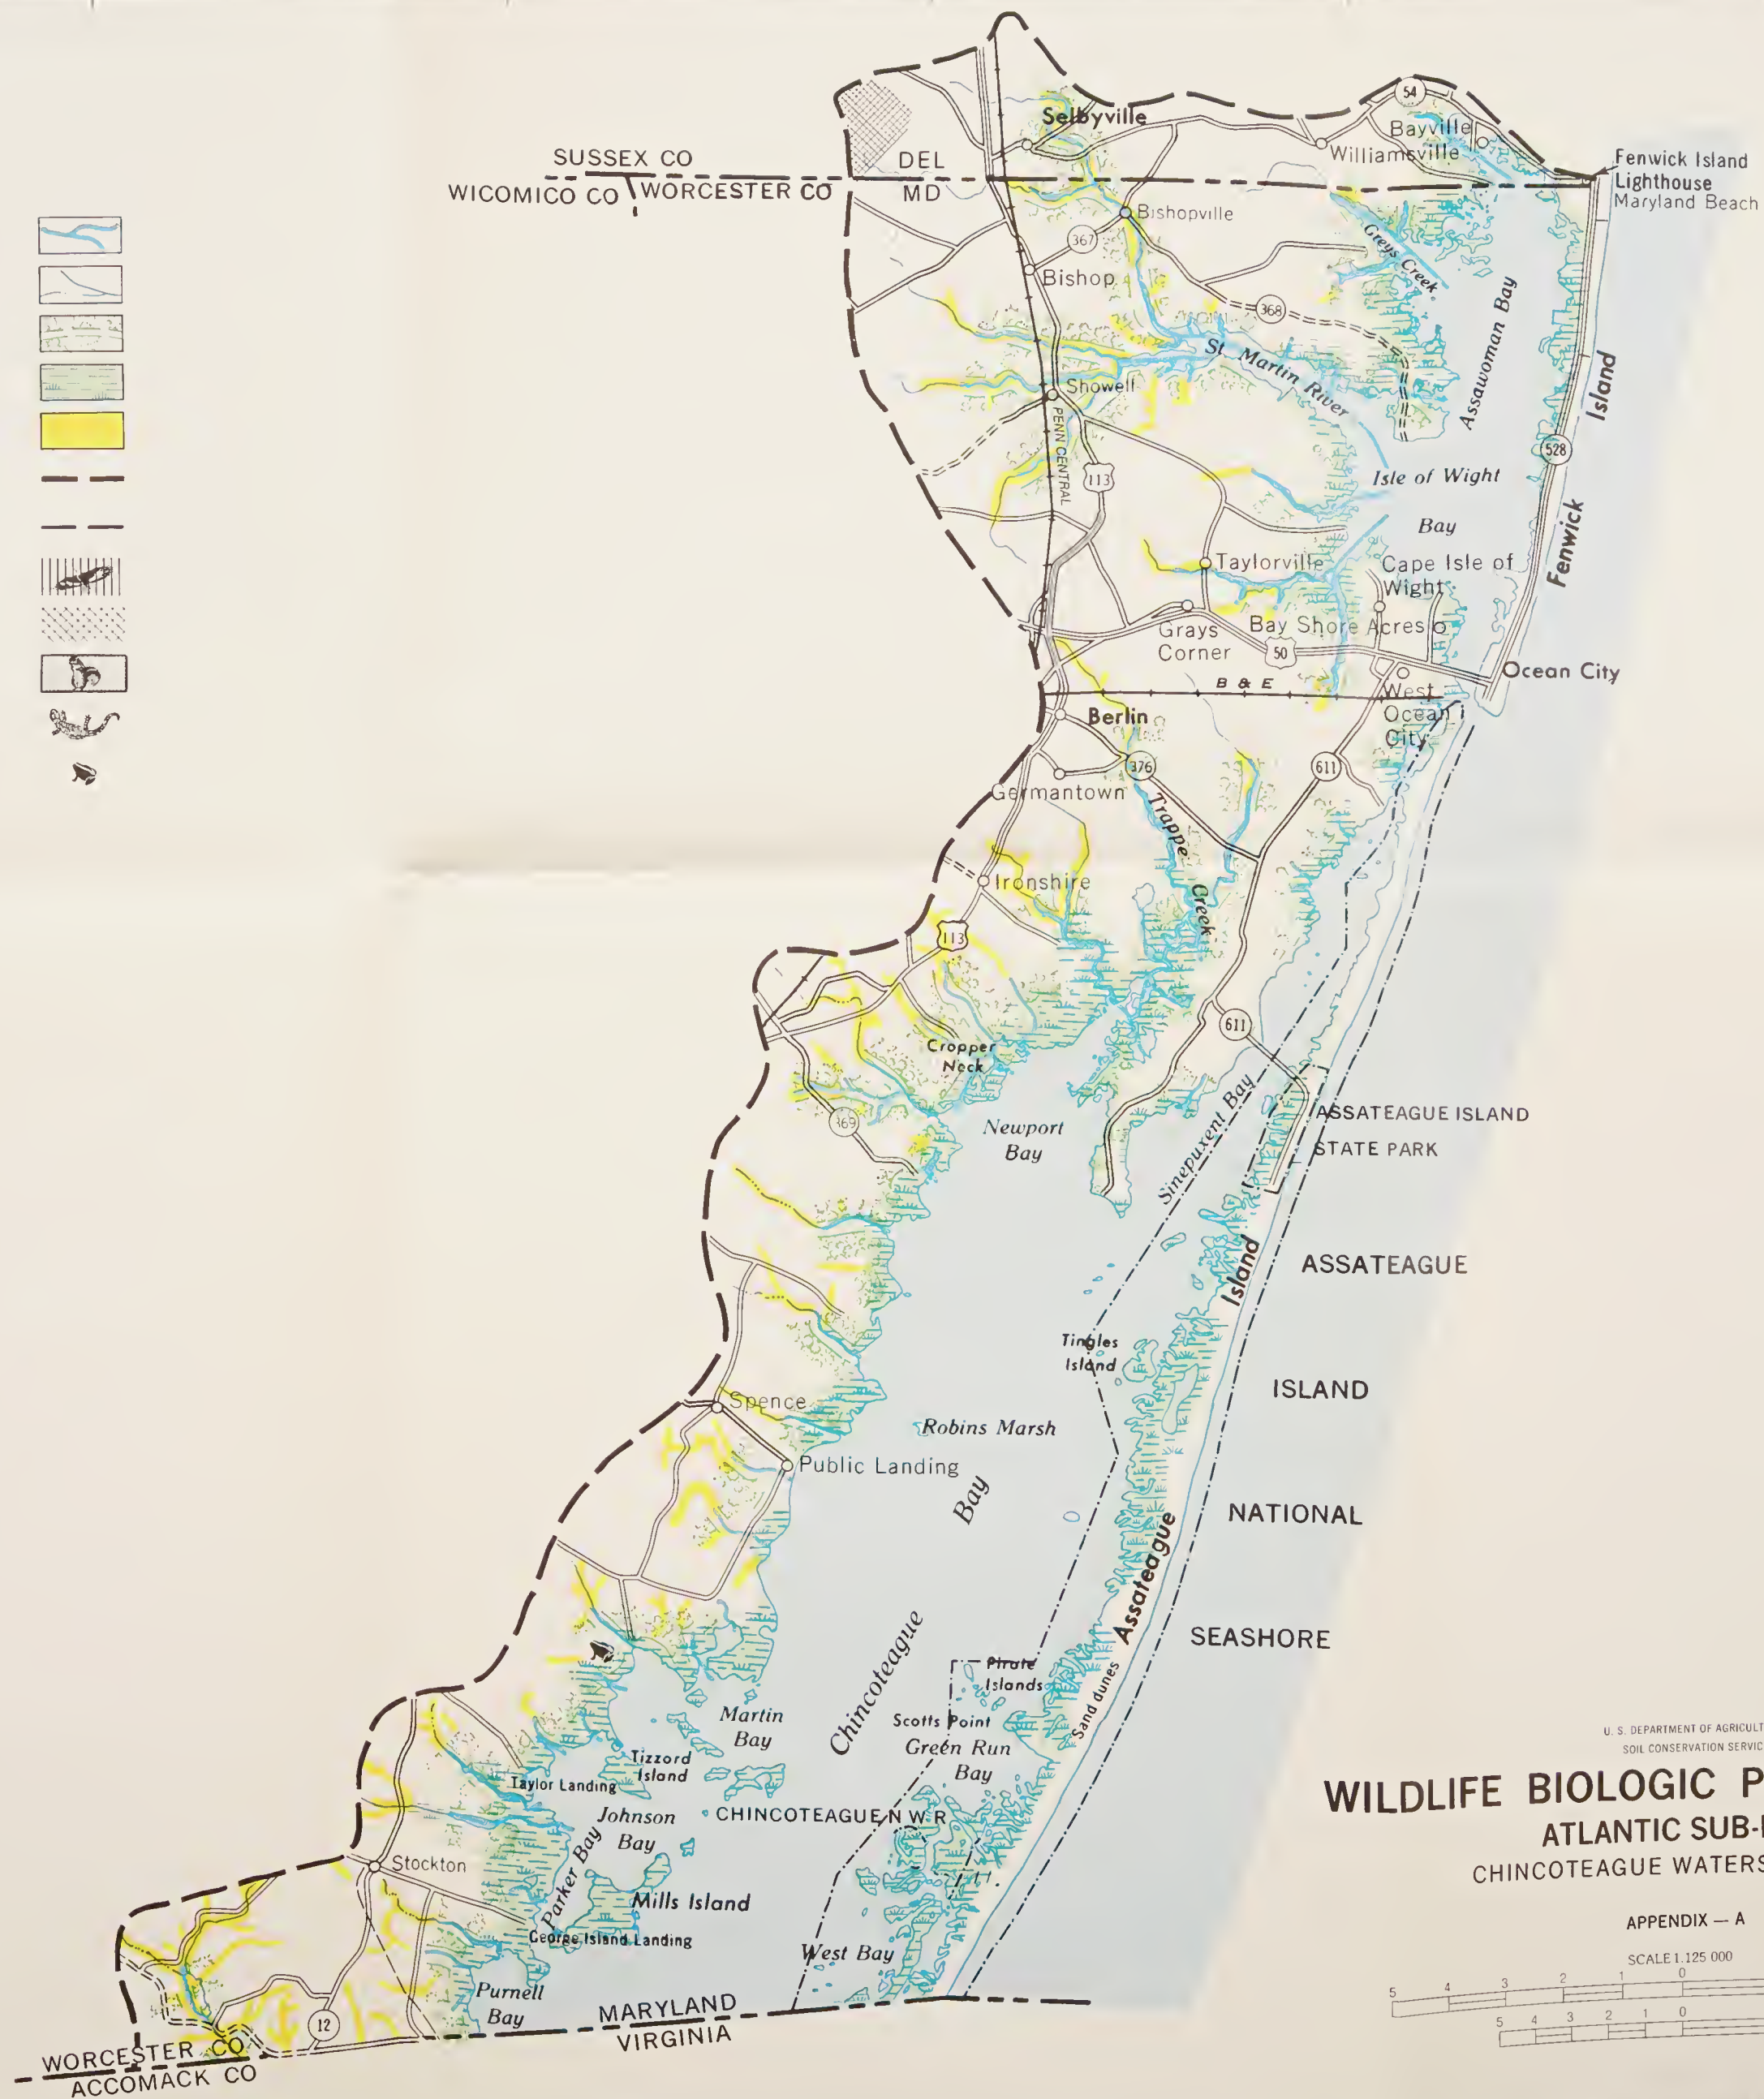 54
Selbyville
Bayville
Williamsville
SUSSEX CO
DEL
Fenwick Island
Lighthouse
Maryland Beach
WICOMICO CO
WORCESTER CO
MD
Bishopville
367
Greys Creek
Bishop
368
Assawoman Bay
St. Martin River
Showell
Fenwick Island
PENN CENTRAL
528
113
Isle of Wight
Bay
Taylorville
Cape Isle of
Wight
Grays
Corner
Bay Shore Acres
50
Ocean City
B & E
West
Ocean
City
Berlin
376
611
Germantown
Trappe Creek
Ironshire
113
611
Cropper
Neck
Sinepuxent Bay
369
Newport
Bay
ASSATEAGUE ISLAND
STATE PARK
ASSATEAGUE
Tingles
Island
ISLAND
Spence
Robins Marsh
Public Landing
NATIONAL
Assateague Island
SEASHORE
Chincoteague Bay
Pirate
Islands
Sand dunes
Martin
Bay
Scotts Point
Green Run
Bay
Tizzord
Island
Taylor Landing
Johnson
Bay
CHINCOTEAGUE N W R
Parker Bay
Stockton
Mills Island
George Island Landing
West Bay
Purnell
Bay
12
MARYLAND
VIRGINIA
WORCESTER CO
ACCOMACK CO
U. S. DEPARTMENT OF AGRICULT
SOIL CONSERVATION SERVIC
WILDLIFE BIOLOGIC P
ATLANTIC SUB-
CHINCOTEAGUE WATERS
APPENDIX — A
SCALE 1:125 000
5 4 3 2 1 0
5 4 3 2 1 0